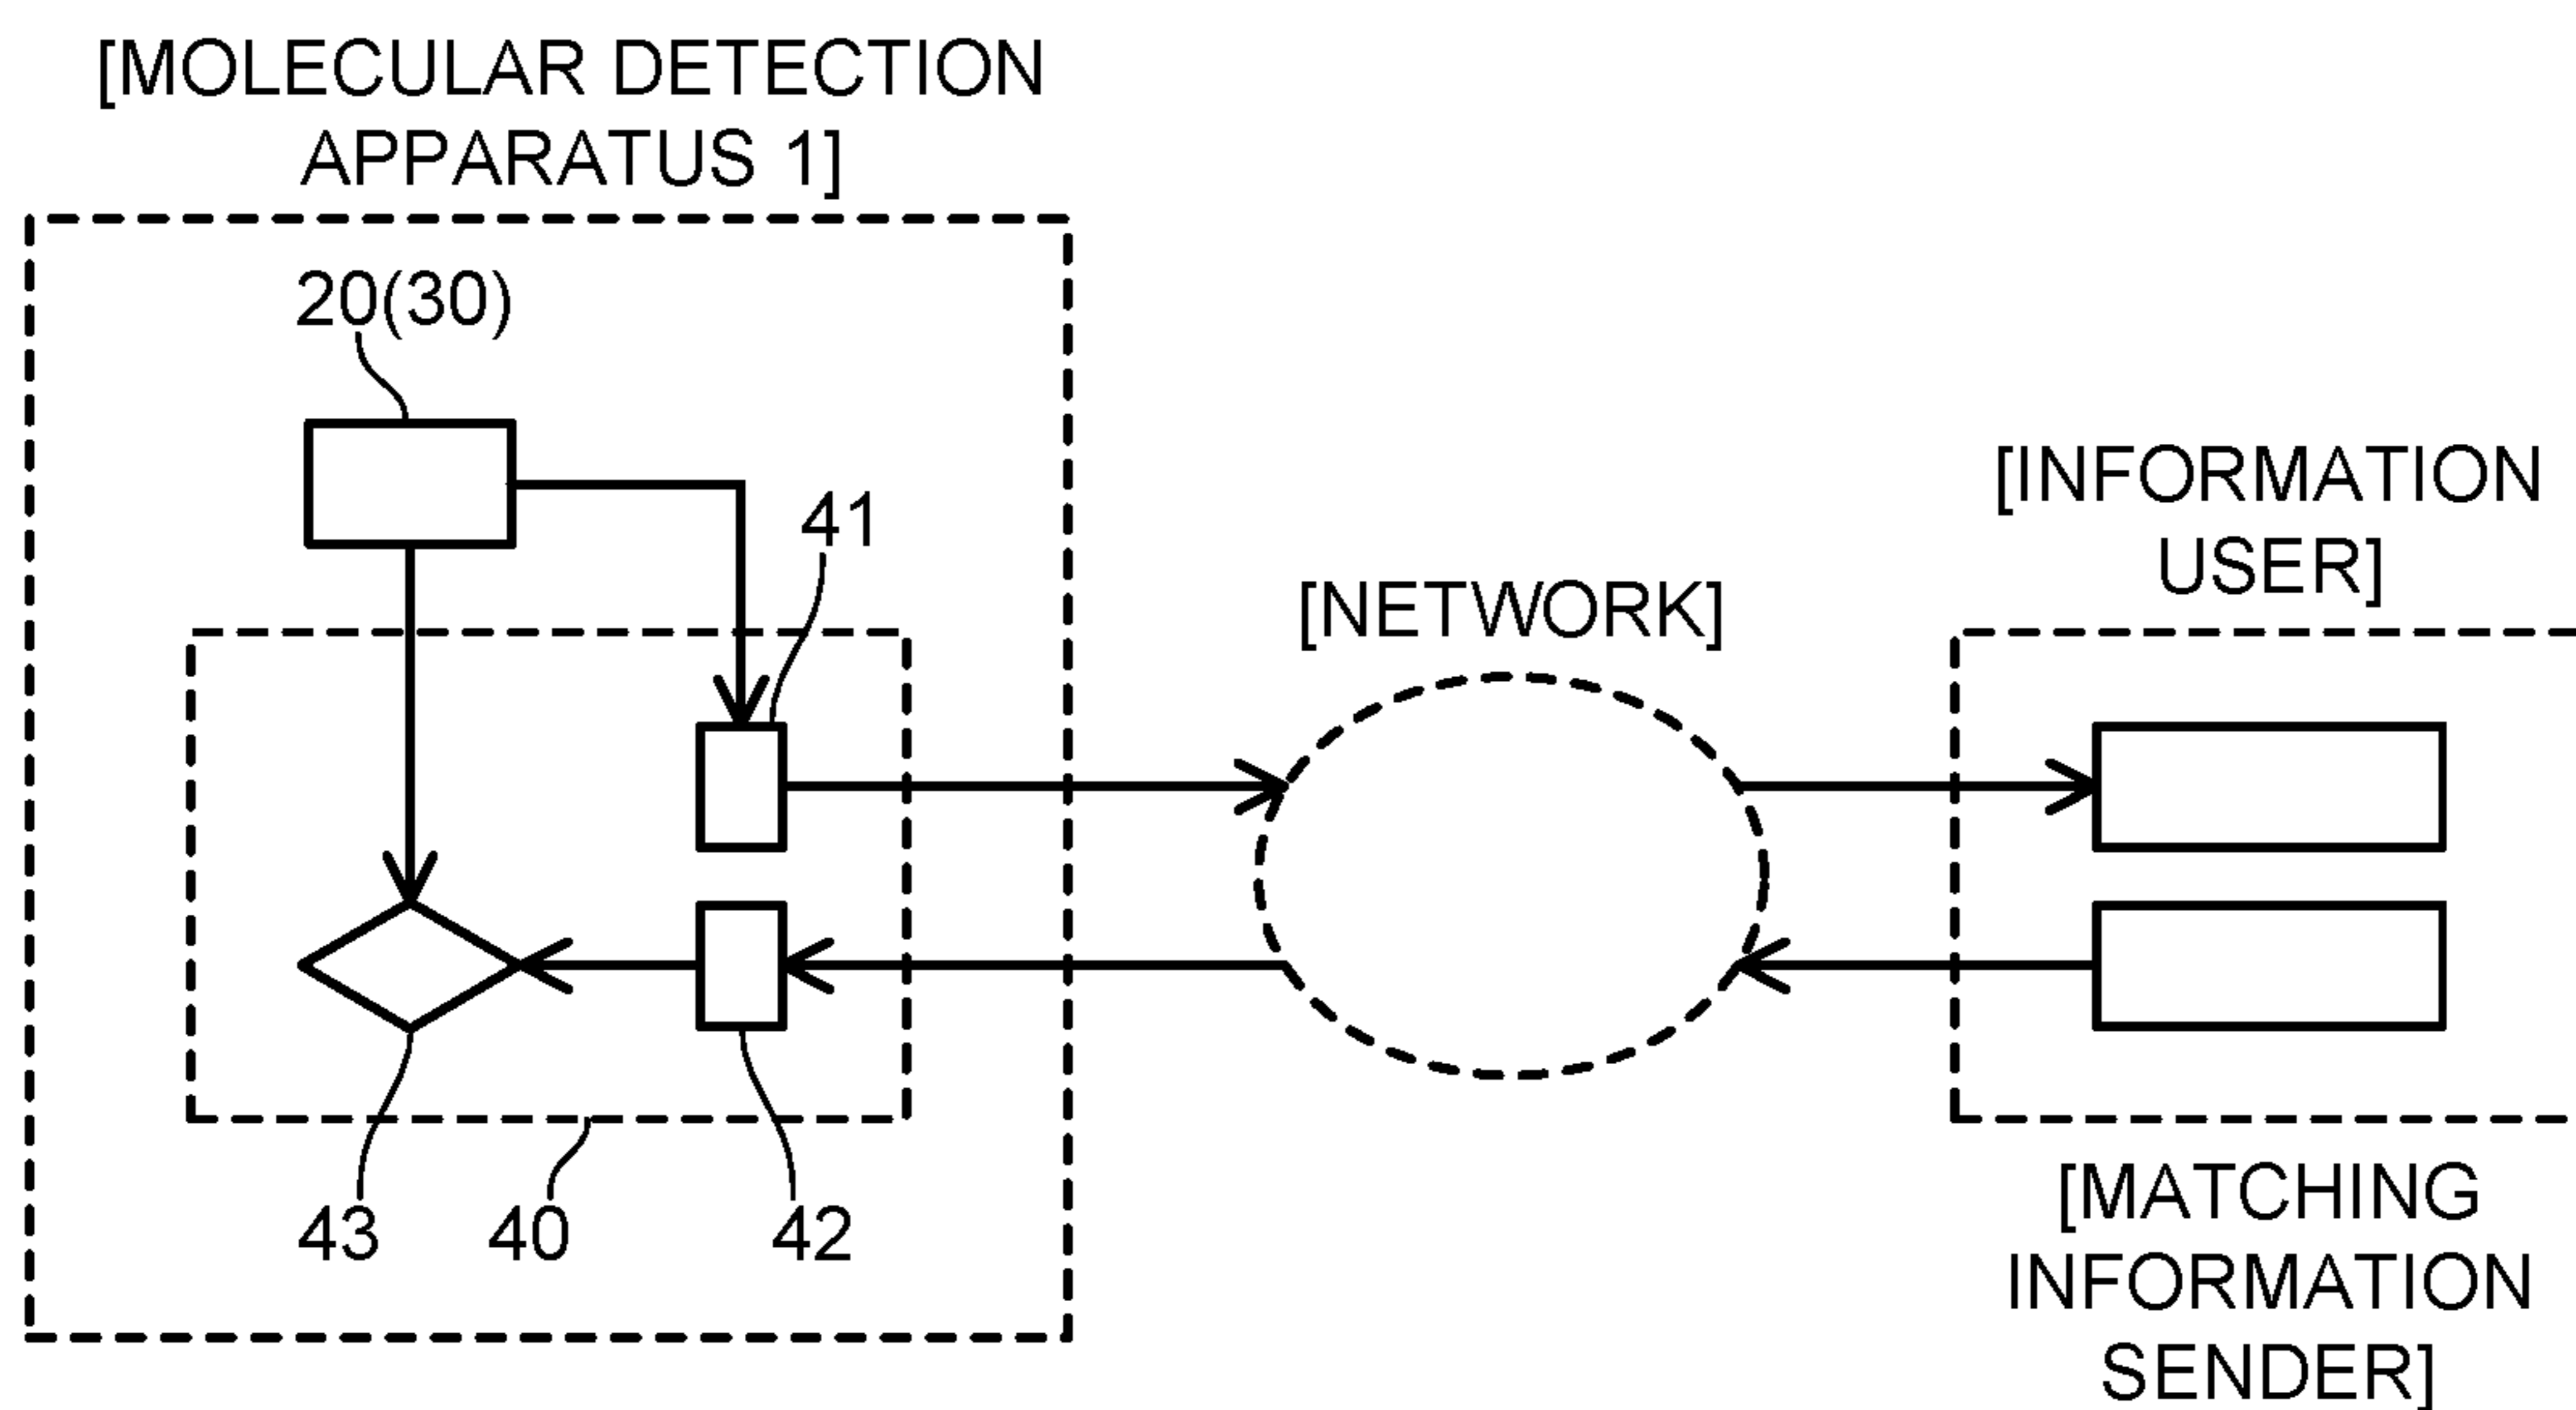 [MOLECULAR DETECTION
APPARATUS 1]
20(30)
41
[NETWORK]
[INFORMATION
USER]
43
40
42
[MATCHING
INFORMATION
SENDER]